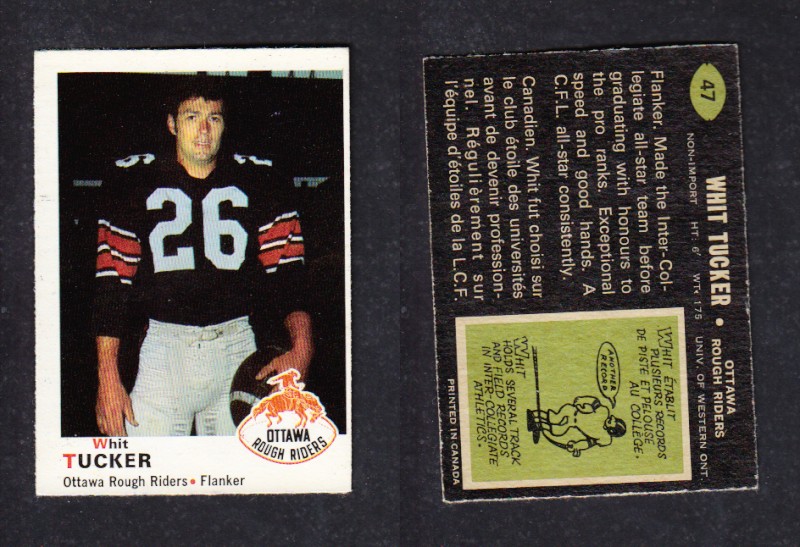 26
26
26
OTTAWA
ROUGH RIDERS
Whit
TUCKER
Ottawa Rough Riders • Flanker
47
WHIT TUCKER • OTTAWA
ROUGH RIDERS
NON-IMPORT HT: 6' WT: 175 UNIV. OF WESTERN ONT.
Flanker. Made the Inter-Col-
legiate all-star team before
graduating with honours to
the pro ranks. Exceptional
speed and good hands. A
C.F.L all-star consistently.
Canadien. Whit fut choisi sur
le club étoile des universités
avant de devenir profession-
nel. Régulièrement sur
l'équipe d'étoiles de la L.C.F.
WHIT ÉTABLIT
PLUSIEURS RECORDS
DE PISTE ET PELOUSE
AU COLLÈGE.
ANOTHER
RECORD
WHIT
HOLDS SEVERAL TRACK
AND FIELD RECORDS
IN INTER-COLLEGIATE
ATHLETICS.
PRINTED IN CANADA